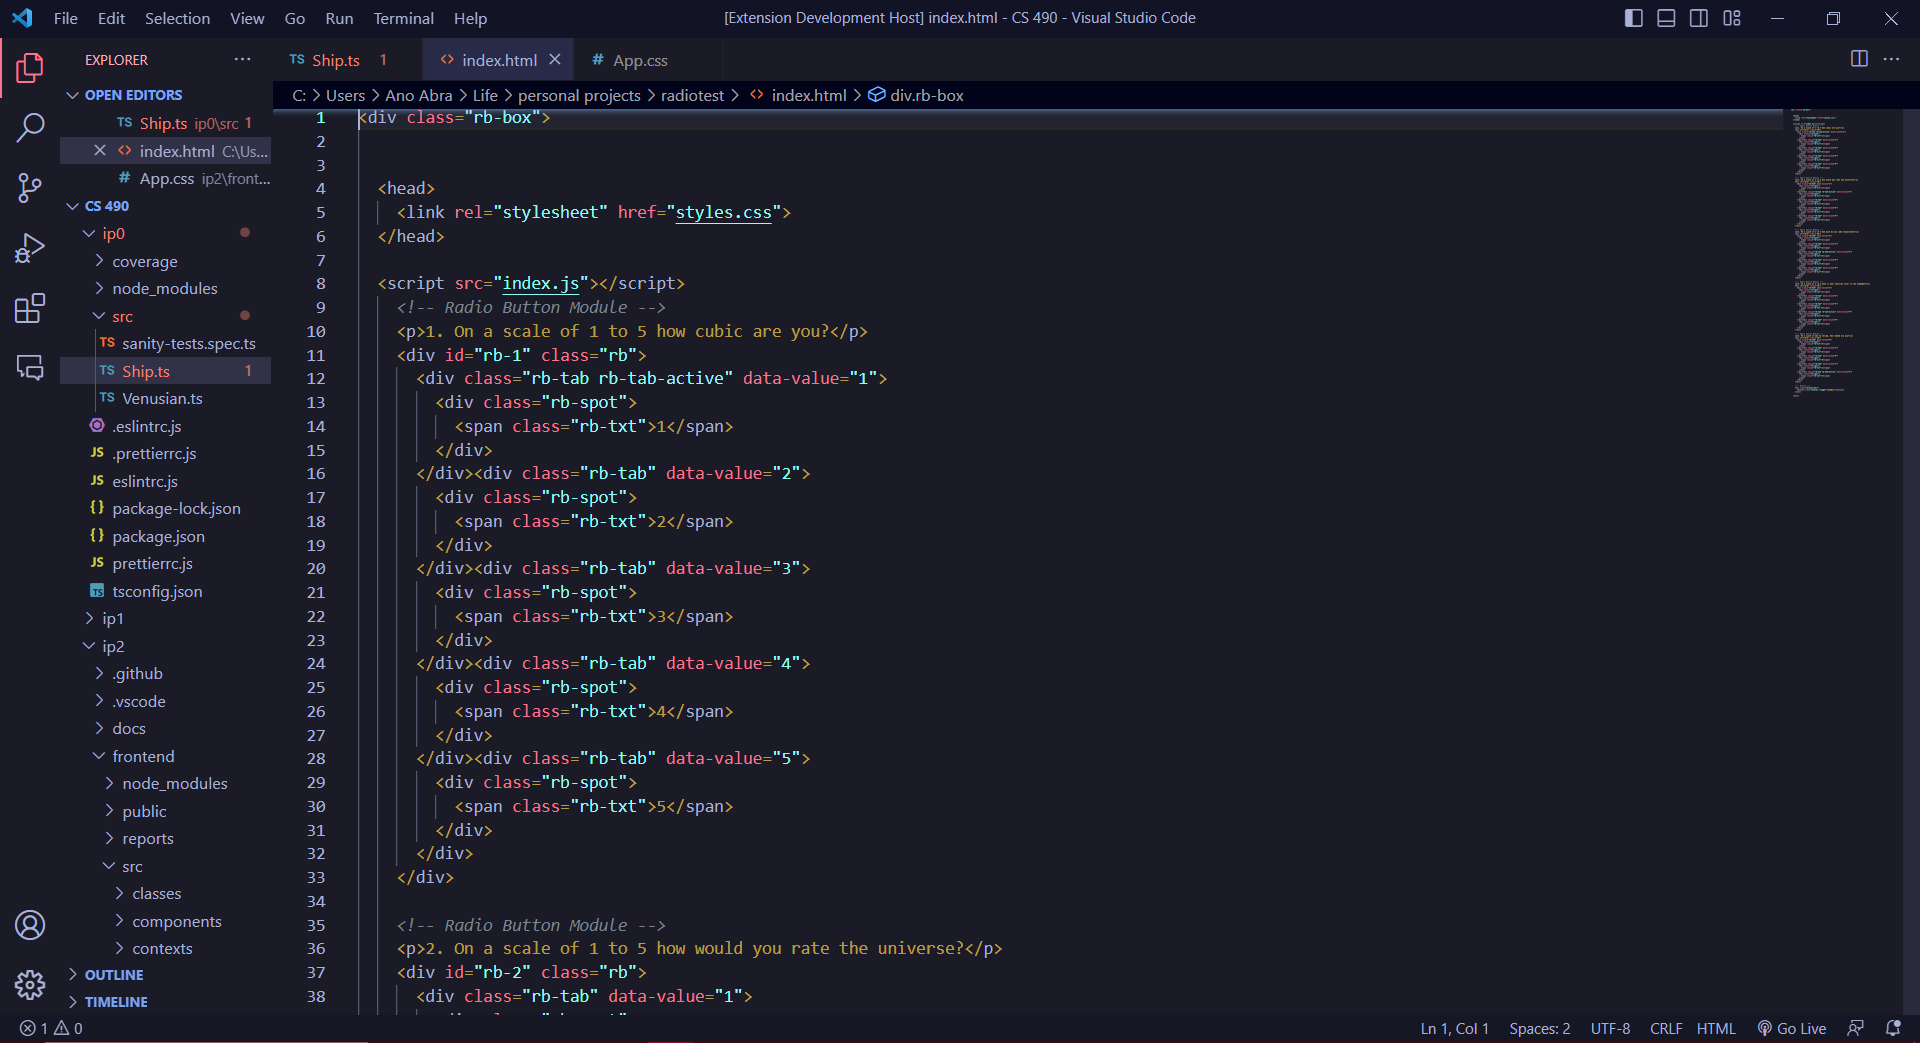 File Edit Selection View Go Run Terminal Help
[Extension Development Host] index.html - CS 490 - Visual Studio Code
EXPLORER
OPEN EDITORS
TS Ship.ts ip0\src 1
<> index.html C:\Us...
# App.css ip2\front...
CS 490
ip0
coverage
node_modules
src
TS sanity-tests.spec.ts
TS Ship.ts 1
TS Venusian.ts
.eslintrc.js
JS .prettierrc.js
JS eslintrc.js
{} package-lock.json
{} package.json
JS prettierrc.js
TS tsconfig.json
ip1
ip2
.github
.vscode
docs
frontend
node_modules
public
reports
src
classes
components
contexts
OUTLINE
TIMELINE
TS Ship.ts 1
<> index.html
# App.css
C: > Users > Ano Abra > Life > personal projects > radiotest > <> index.html > div.rb-box
1 <div class="rb-box">
2
3
4 <head>
5 <link rel="stylesheet" href="styles.css">
6 </head>
7
8 <script src="index.js"></script>
9 <!-- Radio Button Module -->
10 <p>1. On a scale of 1 to 5 how cubic are you?</p>
11 <div id="rb-1" class="rb">
12 <div class="rb-tab rb-tab-active" data-value="1">
13 <div class="rb-spot">
14 <span class="rb-txt">1</span>
15 </div>
16 </div><div class="rb-tab" data-value="2">
17 <div class="rb-spot">
18 <span class="rb-txt">2</span>
19 </div>
20 </div><div class="rb-tab" data-value="3">
21 <div class="rb-spot">
22 <span class="rb-txt">3</span>
23 </div>
24 </div><div class="rb-tab" data-value="4">
25 <div class="rb-spot">
26 <span class="rb-txt">4</span>
27 </div>
28 </div><div class="rb-tab" data-value="5">
29 <div class="rb-spot">
30 <span class="rb-txt">5</span>
31 </div>
32 </div>
33 </div>
34
35 <!-- Radio Button Module -->
36 <p>2. On a scale of 1 to 5 how would you rate the universe?</p>
37 <div id="rb-2" class="rb">
38 <div class="rb-tab" data-value="1">
1 0
Ln 1, Col 1 Spaces: 2 UTF-8 CRLF HTML Go Live